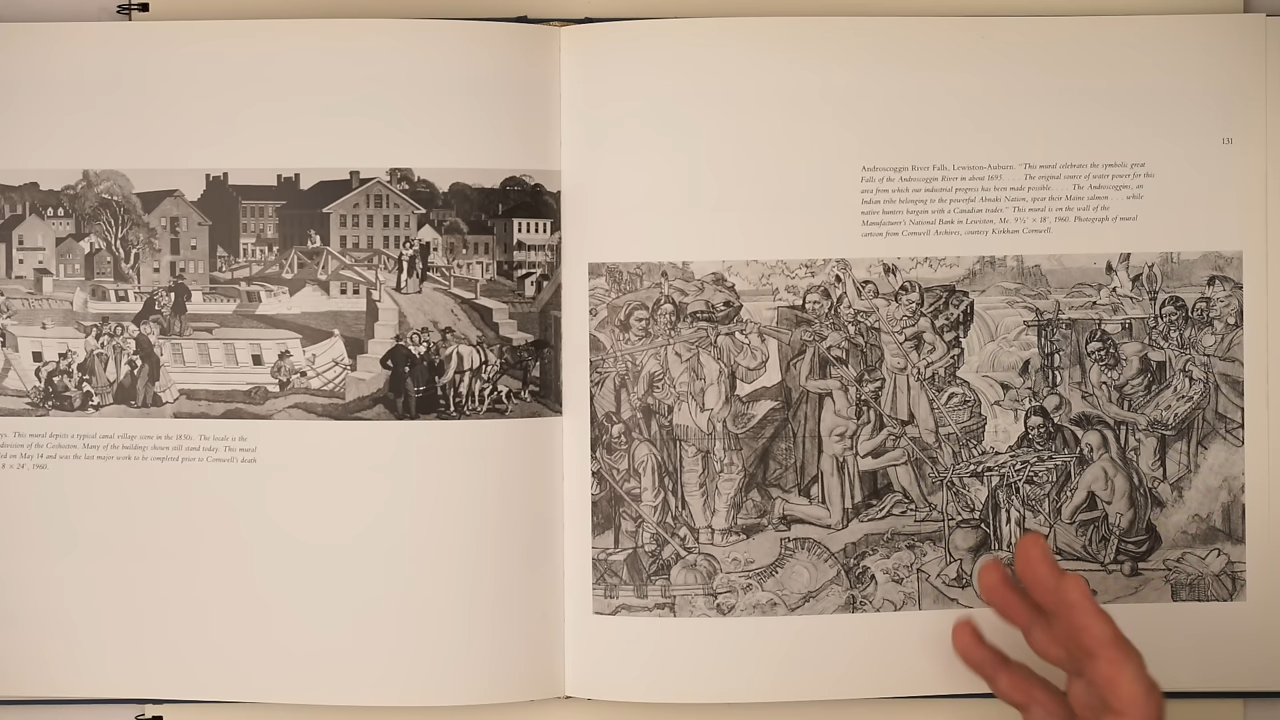 ys. This mural depicts a typical canal village scene in the 1850s. The locale is the
division of the Coshocton. Many of the buildings shown still stand today. This mural
ed on May 14 and was the last major work to be completed prior to Cornwell's death
8 × 24', 1960.
131
Androscoggin River Falls, Lewiston-Auburn. "This mural celebrates the symbolic great
Falls of the Androscoggin River in about 1695. . . . The original source of water power for this
area from which our industrial progress has been made possible. . . . The Androscoggins, an
Indian tribe belonging to the powerful Abnaki Nation, spear their Maine salmon . . . while
native hunters bargain with a Canadian trader." This mural is on the wall of the
Manufacturer's National Bank in Lewiston, Me. 9½' × 18', 1960. Photograph of mural
cartoon from Cornwell Archives, courtesy Kirkham Cornwell.